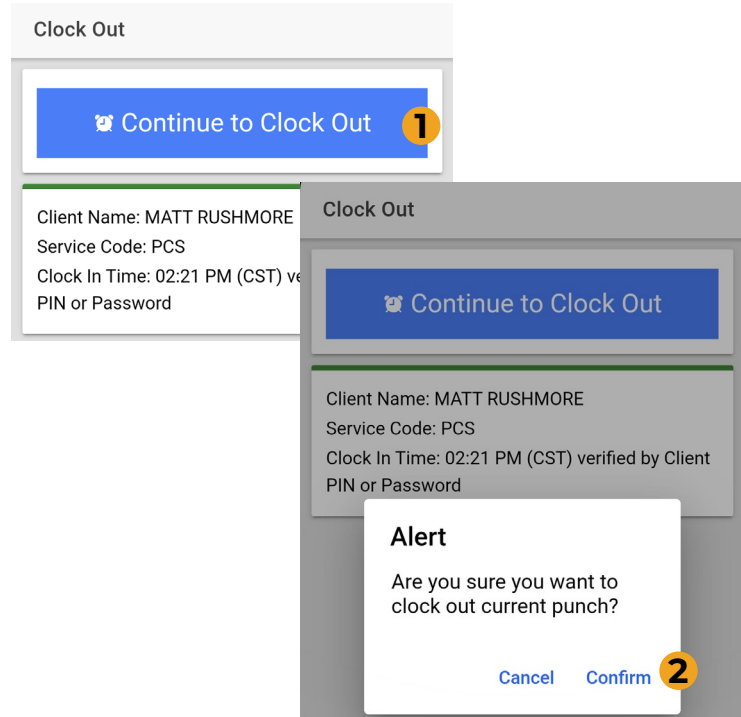 Clock Out
Continue to Clock Out
1
Client Name: MATT RUSHMORE
Service Code: PCS
Clock In Time: 02:21 PM (CST) ve
PIN or Password
Clock Out
Continue to Clock Out
Client Name: MATT RUSHMORE
Service Code: PCS
Clock In Time: 02:21 PM (CST) verified by Client
PIN or Password
Alert
Are you sure you want to
clock out current punch?
Cancel Confirm 2